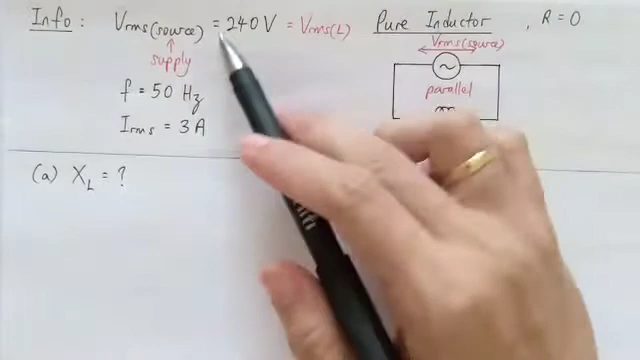 Info : Vrms(source) = 240 V = Vrms(L) Pure Inductor , R = 0
supply
Vrms(source)
f = 50 Hz
parallel
Irms = 3 A
(a) XL = ?